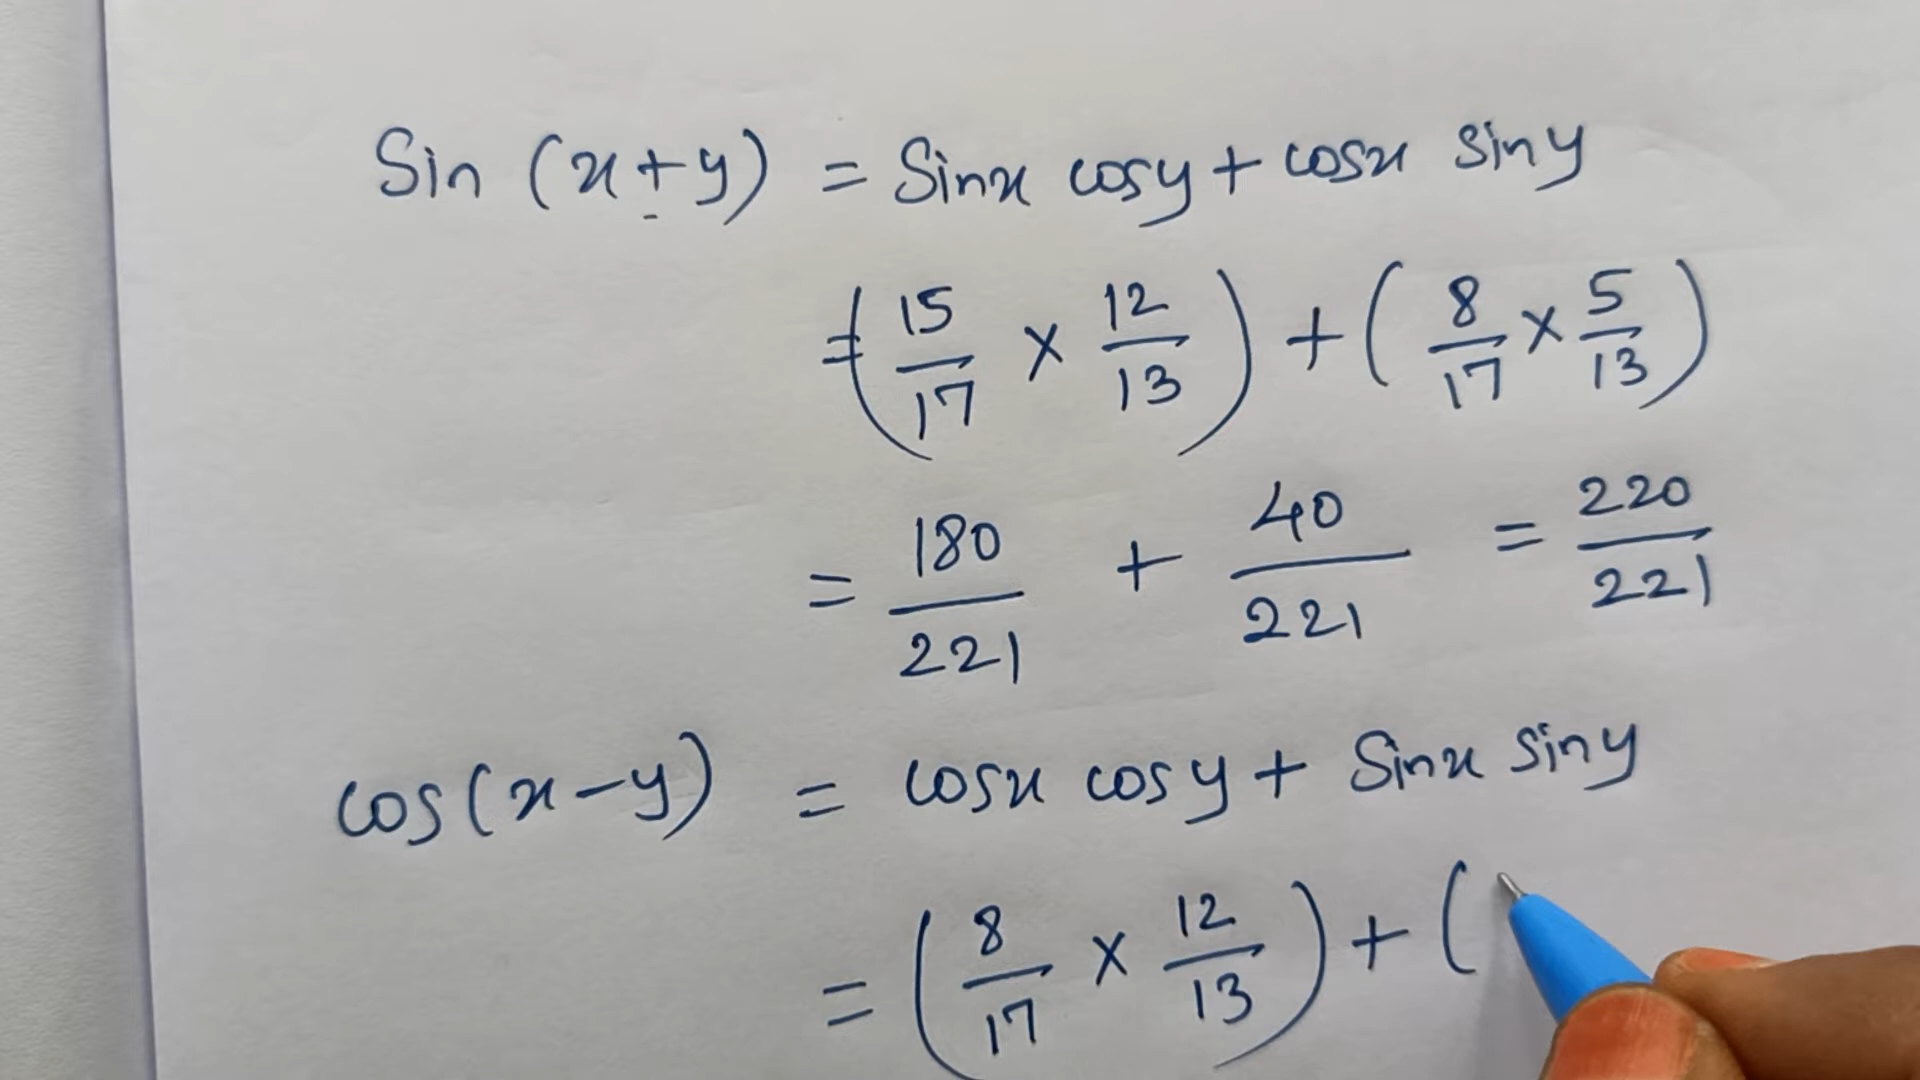 Sin (x+y) = Sinx cosy + cosx siny
= (15/17 × 12/13) + (8/17 × 5/13)
= 180/221 + 40/221 = 220/221
cos(x-y) = cosx cosy + Sinx siny
= (8/17 × 12/13) + (